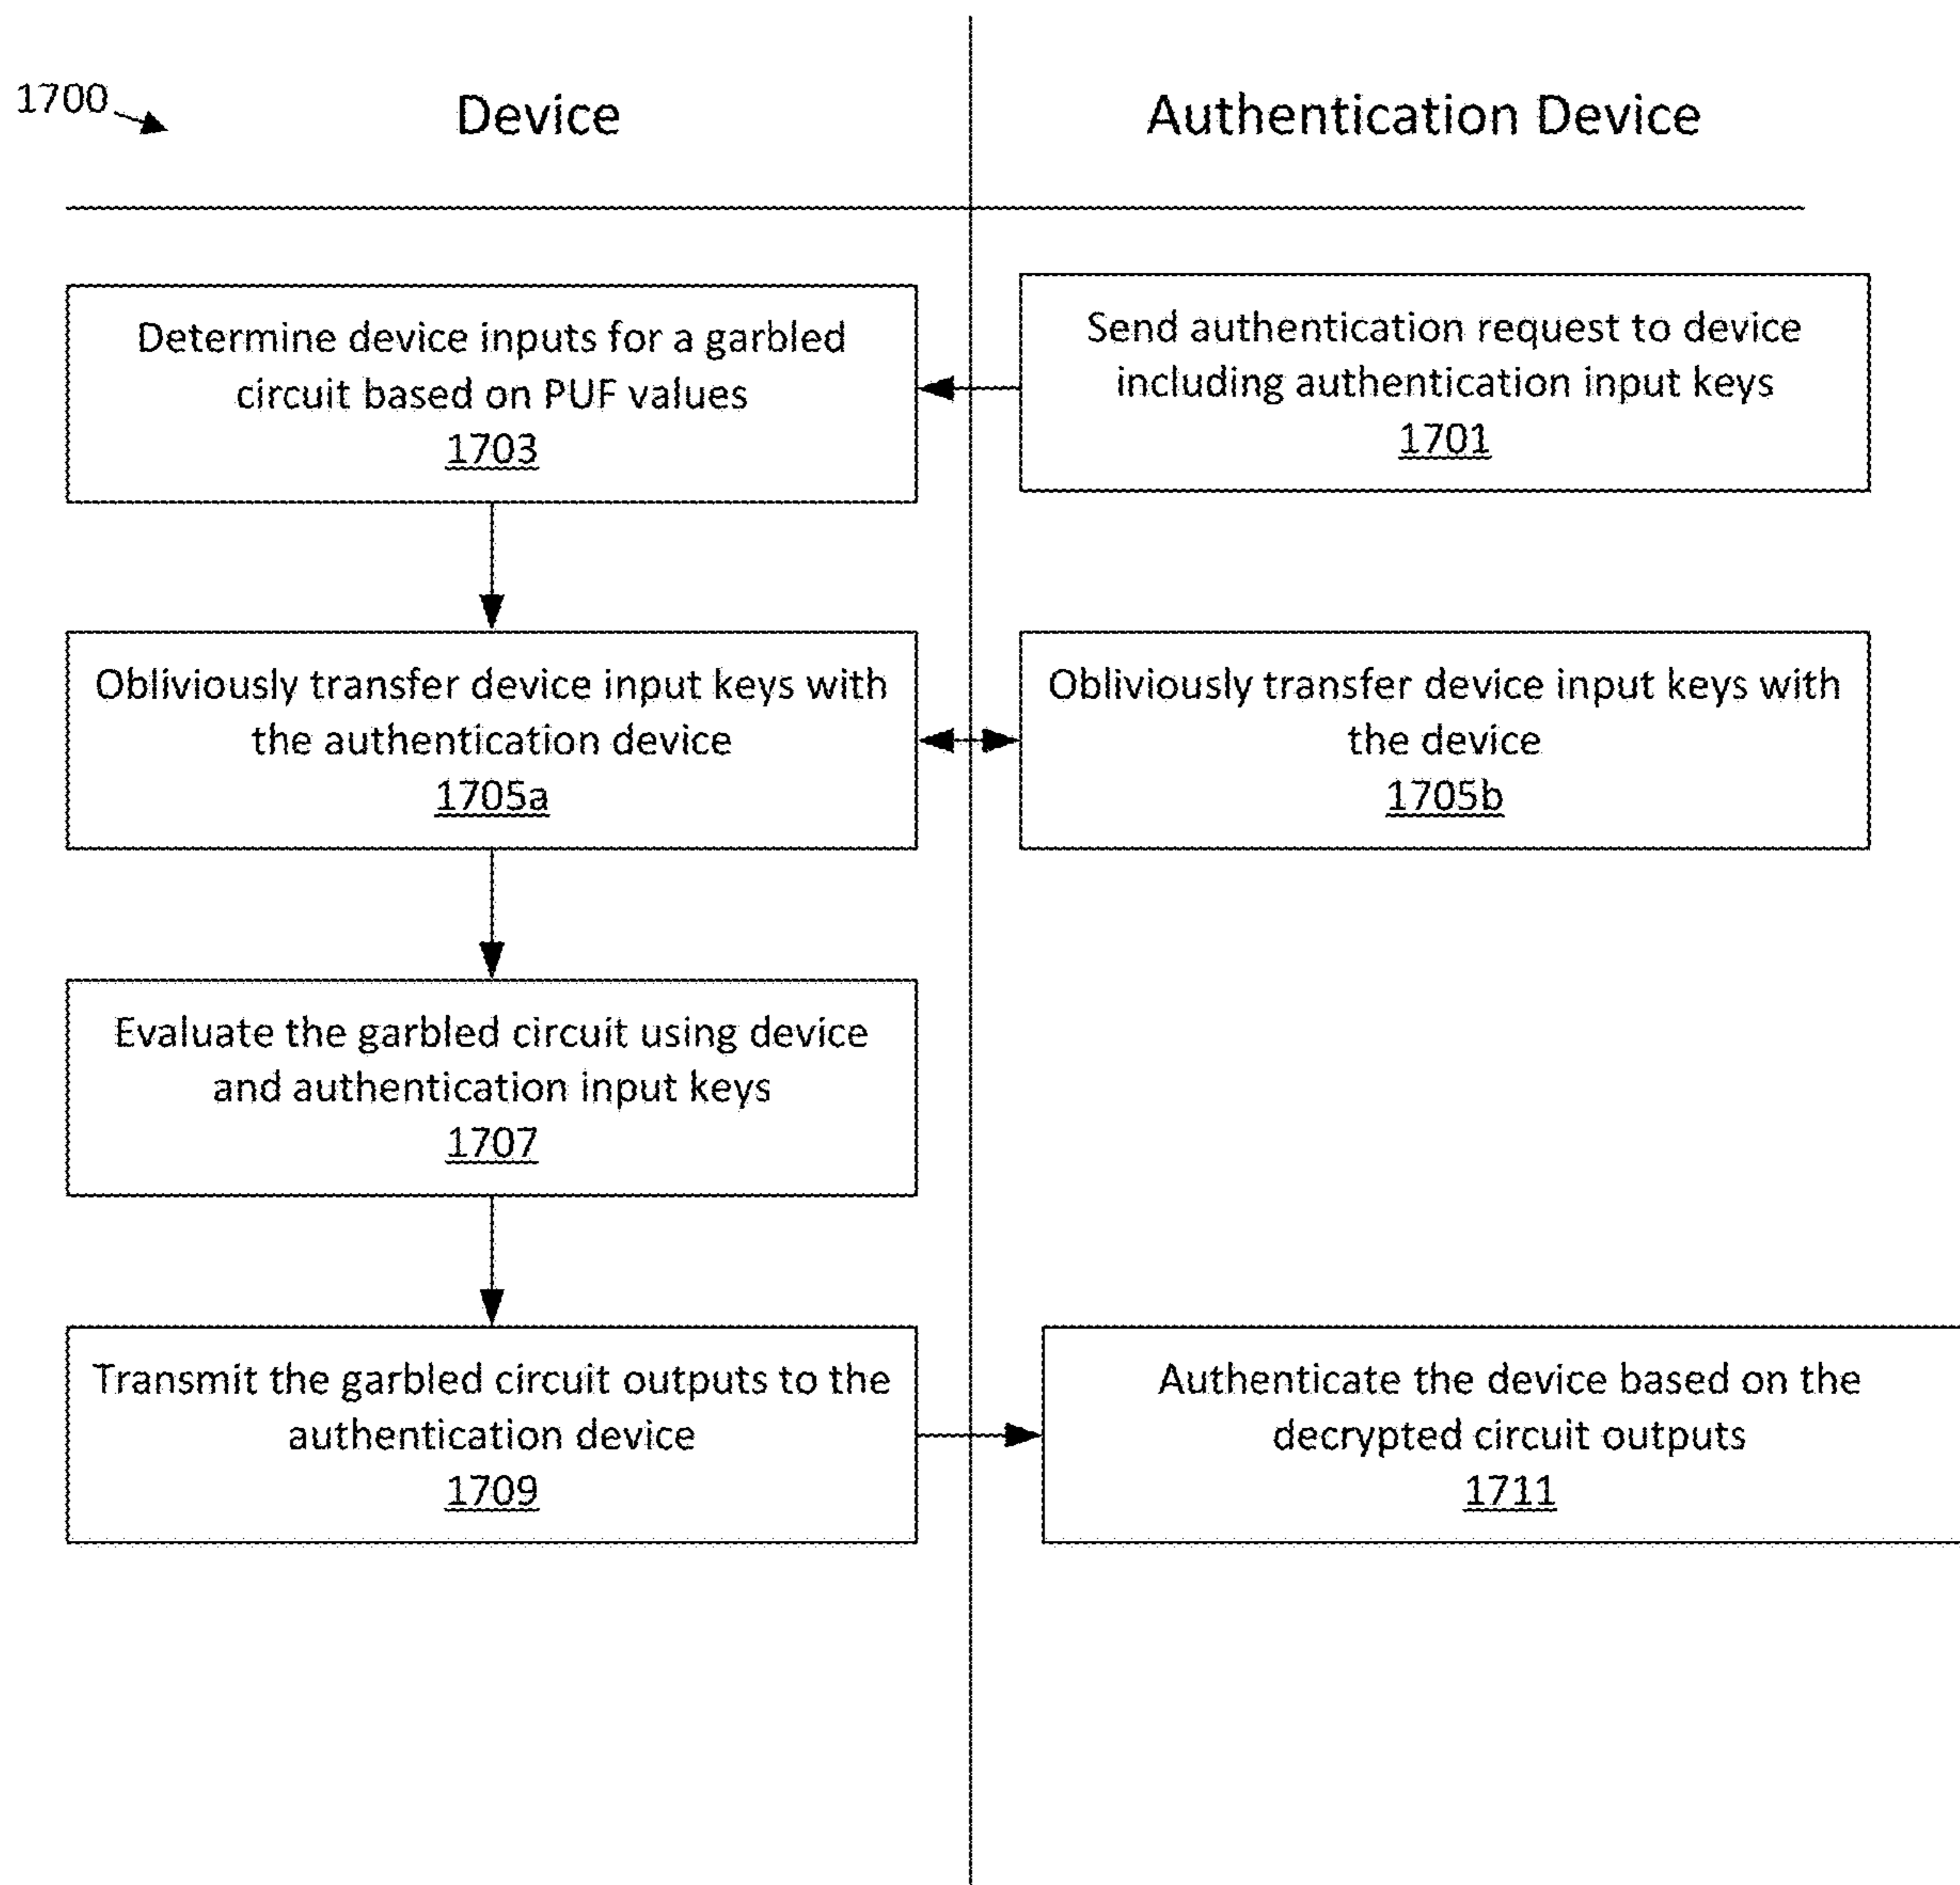 1700
Device
Authentication Device
Determine device inputs for a garbled
circuit based on PUF values
1703
Send authentication request to device
including authentication input keys
1701
Obliviously transfer device input keys with
the authentication device
1705a
Obliviously transfer device input keys with
the device
1705b
Evaluate the garbled circuit using device
and authentication input keys
1707
Transmit the garbled circuit outputs to the
authentication device
1709
Authenticate the device based on the
decrypted circuit outputs
1711